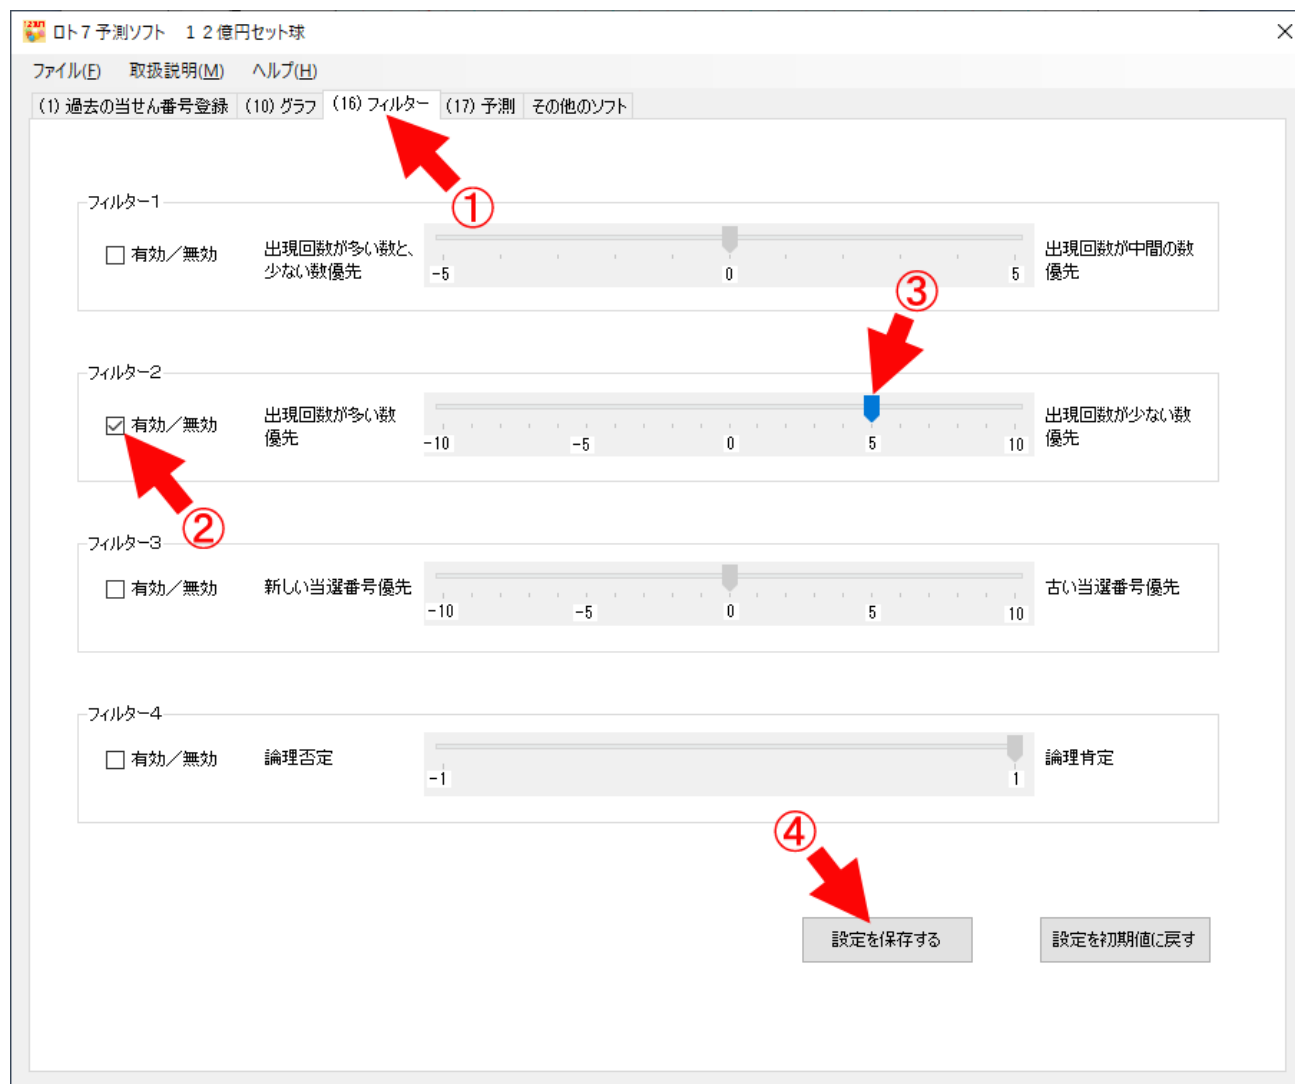 ロト7予測ソフト　12億円セット球
ファイル(F)　取扱説明(M)　ヘルプ(H)
(1) 過去の当せん番号登録 (10) グラフ (16) フィルター (17) 予測 その他のソフト
①
フィルター1
有効／無効
出現回数が多い数と、
少ない数優先
-5 0 5
出現回数が中間の数
優先
③
フィルター2
有効／無効
出現回数が多い数
優先
-10 -5 0 5 10
出現回数が少ない数
優先
②
フィルター3
有効／無効
新しい当選番号優先
-10 -5 0 5 10
古い当選番号優先
フィルター4
有効／無効
論理否定
-1 1
論理肯定
④
設定を保存する
設定を初期値に戻す